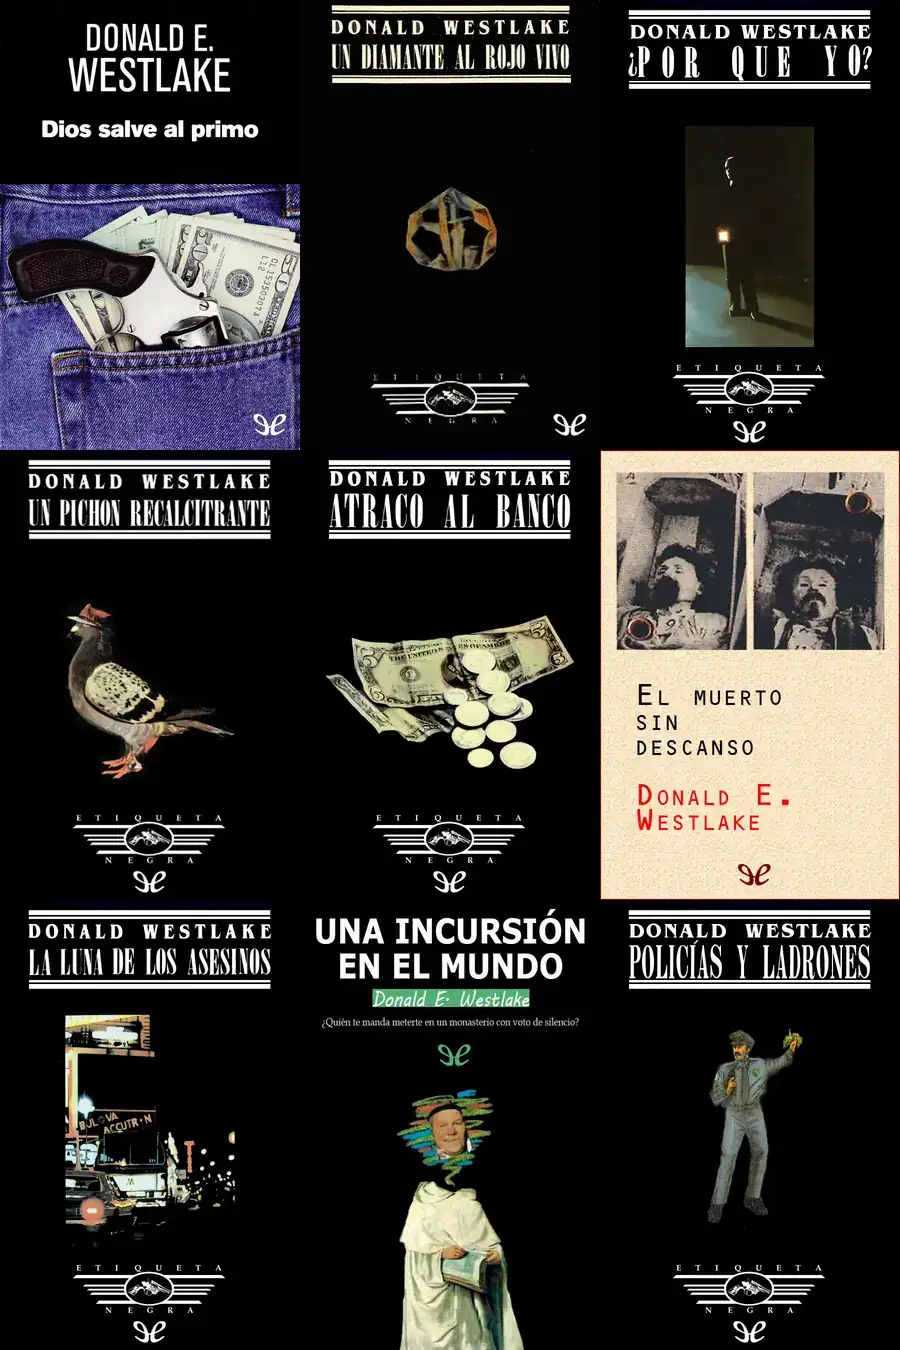 DONALD E.
WESTLAKE
Dios salve al primo
DONALD WESTLAKE
UN DIAMANTE AL ROJO VIVO
ETIQUETA
NEGRA
DONALD WESTLAKE
¿POR QUE YO?
ETIQUETA
NEGRA
DONALD WESTLAKE
UN PICHON RECALCITRANTE
ETIQUETA
NEGRA
DONALD WESTLAKE
ATRACO AL BANCO
ETIQUETA
NEGRA
EL MUERTO
SIN
DESCANSO
DONALD E.
WESTLAKE
DONALD WESTLAKE
LA LUNA DE LOS ASESINOS
BULOVA
ACCUTRON
ETIQUETA
NEGRA
UNA INCURSIÓN
EN EL MUNDO
Donald E. Westlake
¿Quién te manda meterte en un monasterio con voto de silencio?
DONALD WESTLAKE
POLICÍAS Y LADRONES
ETIQUETA
NEGRA